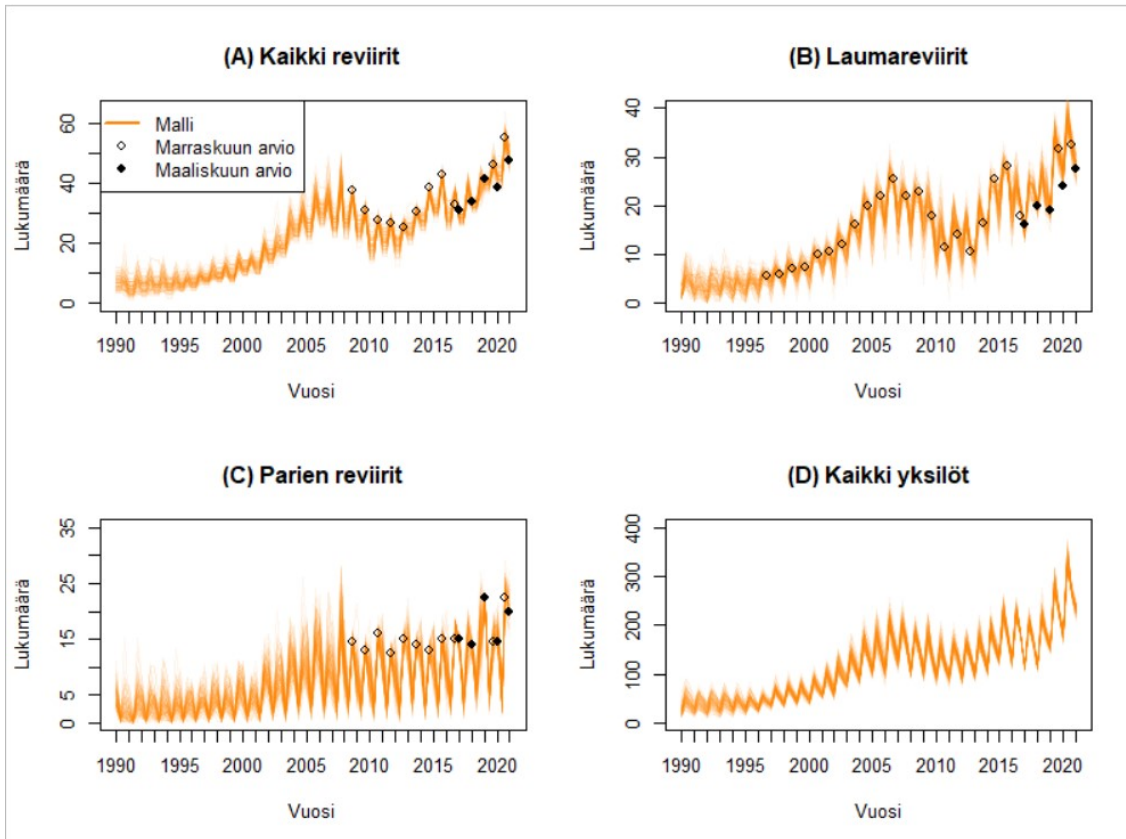 (A) Kaikki reviirit
Malli
Marraskuun arvio
Maaliskuun arvio
Lukumäärä
0 20 40 60
1990 1995 2000 2005 2010 2015 2020
Vuosi
(B) Laumareviirit
Lukumäärä
0 10 20 30 40
1990 1995 2000 2005 2010 2015 2020
Vuosi
(C) Parien reviirit
Lukumäärä
0 5 15 25 35
1990 1995 2000 2005 2010 2015 2020
Vuosi
(D) Kaikki yksilöt
Lukumäärä
0 100 200 300 400
1990 1995 2000 2005 2010 2015 2020
Vuosi